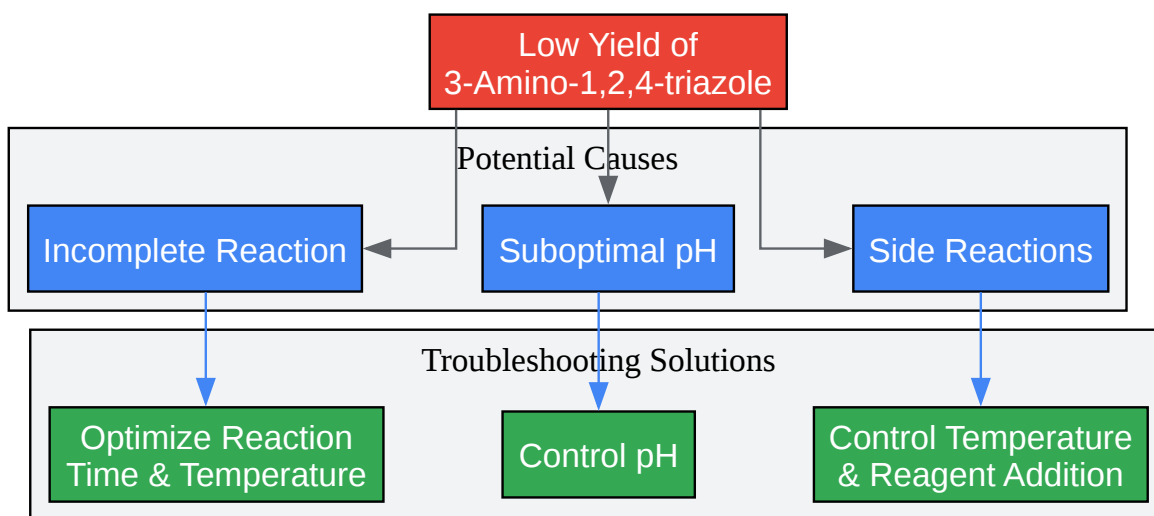 Low Yield of
3-Amino-1,2,4-triazole
Potential Causes
Incomplete Reaction
Suboptimal pH
Side Reactions
Troubleshooting Solutions
Optimize Reaction
Time & Temperature
Control pH
Control Temperature
& Reagent Addition